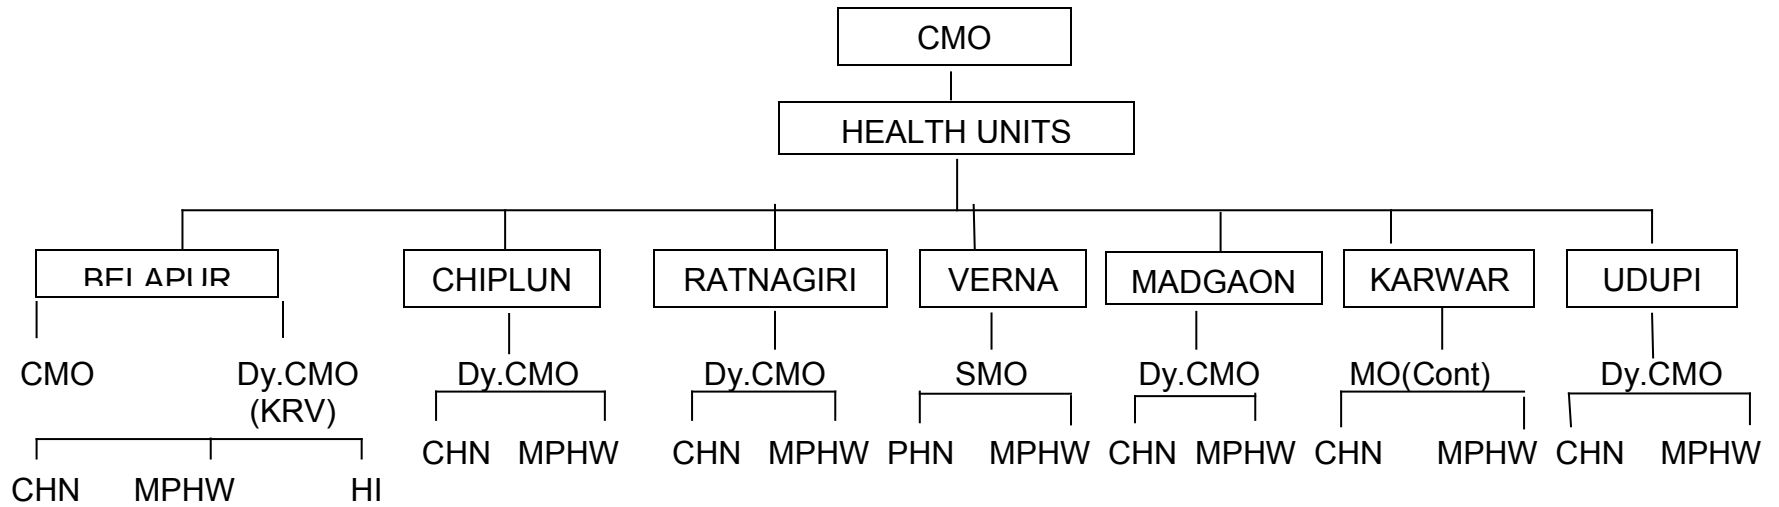 CMO
HEALTH UNITS
BELAPUR
CHIPLUN
RATNAGIRI
VERNA
MADGAON
KARWAR
UDUPI
CMO
Dy.CMO
(KRV)
Dy.CMO
Dy.CMO
SMO
Dy.CMO
MO(Cont)
Dy.CMO
CHN MPHW HI
CHN MPHW
CHN MPHW
PHN MPHW
CHN MPHW
CHN MPHW
CHN MPHW